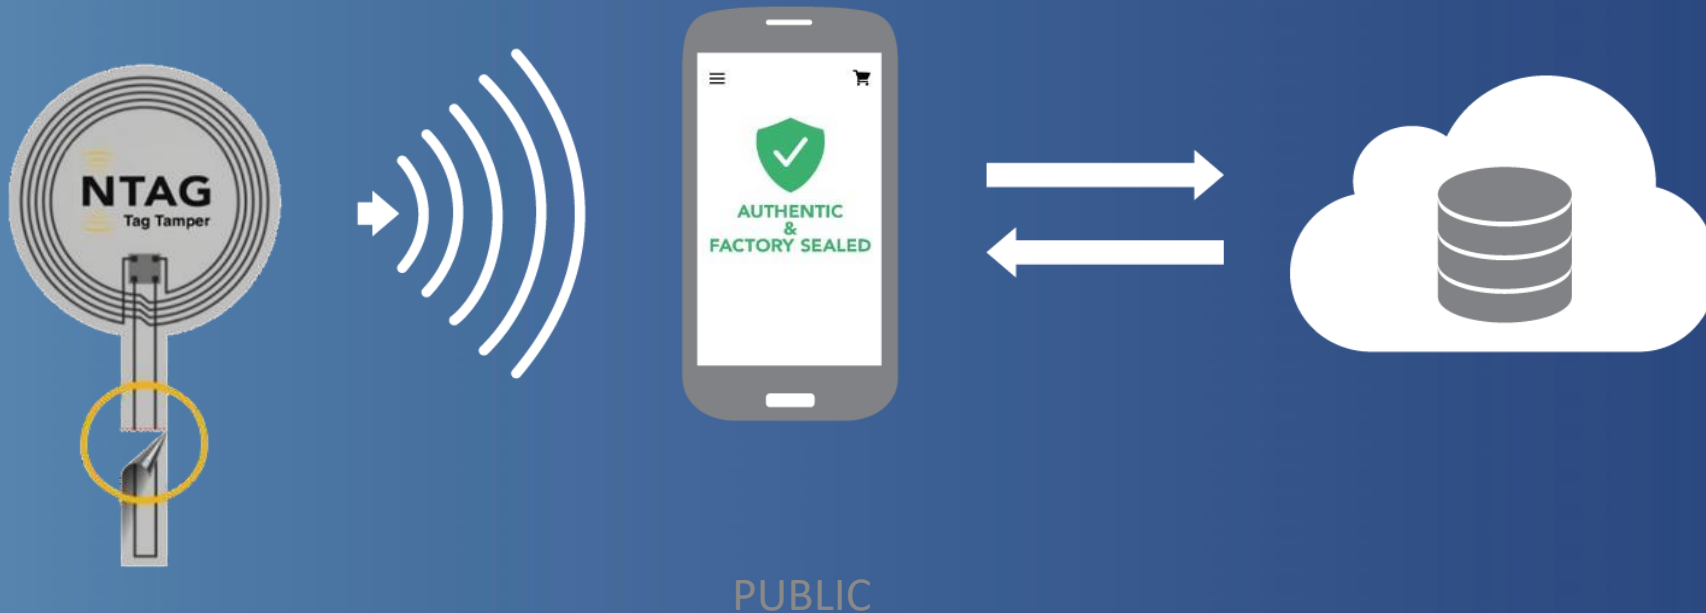 NTAG
Tag Tamper
AUTHENTIC
&
FACTORY SEALED
PUBLIC